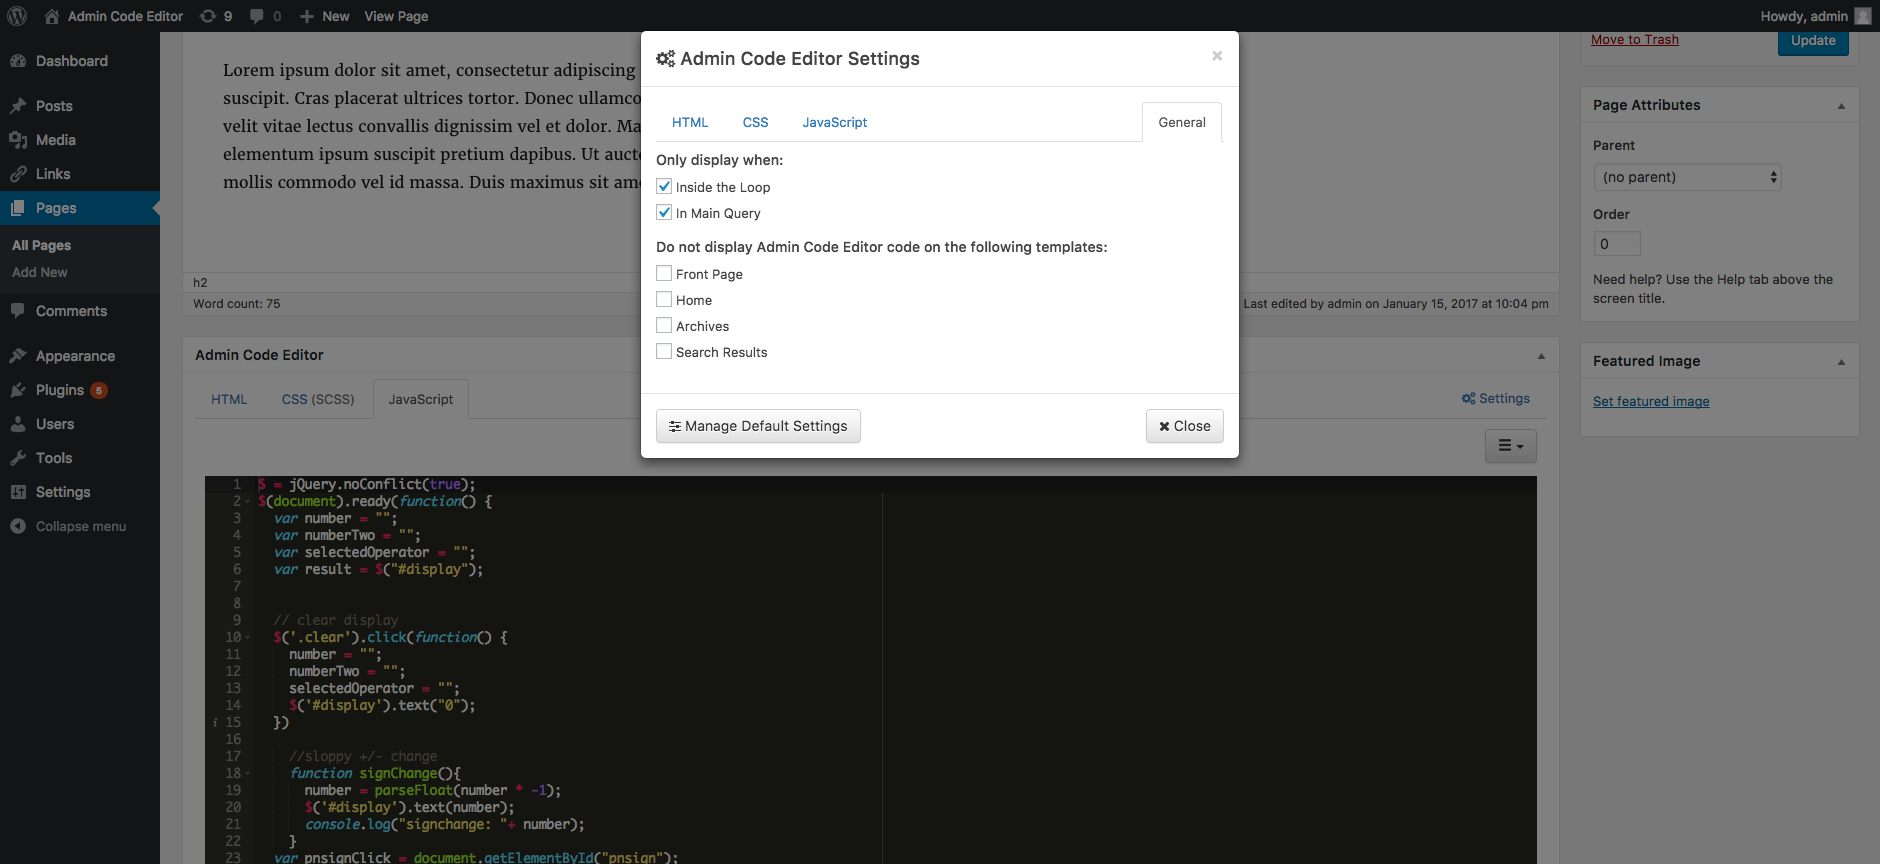 Admin Code Editor 9 0 New View Page Howdy, admin
Dashboard
Posts
Media
Links
Pages
All Pages
Add New
Comments
Appearance
Plugins 5
Users
Tools
Settings
Collapse menu
Lorem ipsum dolor sit amet, consectetur adipiscing
suscipit. Cras placerat ultrices tortor. Donec ullamco
velit vitae lectus convallis dignissim vel et dolor. Ma
elementum ipsum suscipit pretium dapibus. Ut aucto
mollis commodo vel id massa. Duis maximus sit am
h2
Word count: 75
Last edited by admin on January 15, 2017 at 10:04 pm
Admin Code Editor Settings ×
HTML CSS JavaScript General
Only display when:
Inside the Loop
In Main Query
Do not display Admin Code Editor code on the following templates:
Front Page
Home
Archives
Search Results
Manage Default Settings Close
Move to Trash Update
Page Attributes
Parent
(no parent)
Order
0
Need help? Use the Help tab above the
screen title.
Featured Image
Set featured image
Admin Code Editor
HTML CSS (SCSS) JavaScript Settings
1 $ = jQuery.noConflict(true);
2 $(document).ready(function() {
3 var number = "";
4 var numberTwo = "";
5 var selectedOperator = "";
6 var result = $("#display");
7
8
9 // clear display
10 $('.clear').click(function() {
11 number = "";
12 numberTwo = "";
13 selectedOperator = "";
14 $('#display').text("0");
i 15 })
16
17 //sloppy +/- change
18 function signChange(){
19 number = parseFloat(number * -1);
20 $('#display').text(number);
21 console.log("signchange: "+ number);
22 }
23 var pnsignClick = document.getElementById("pnsign");